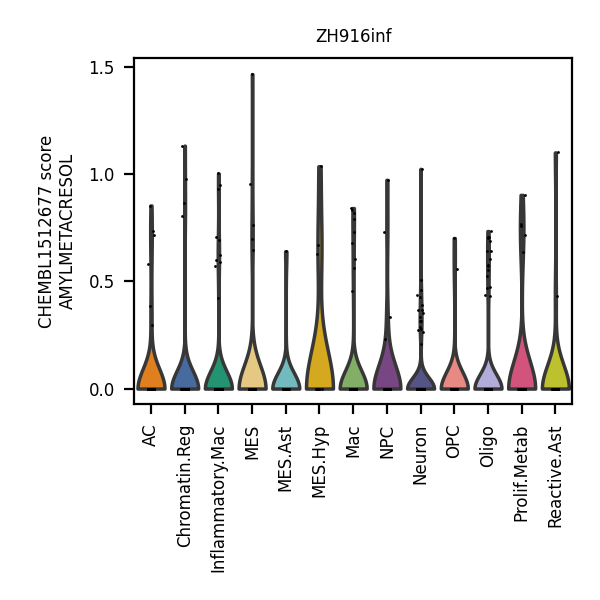 ZH916inf
CHEMBL1512677 score
AMYLMETACRESOL
1.5
1.0
0.5
0.0
AC
Chromatin.Reg
Inflammatory.Mac
MES
MES.Ast
MES.Hyp
Mac
NPC
Neuron
OPC
Oligo
Prolif.Metab
Reactive.Ast